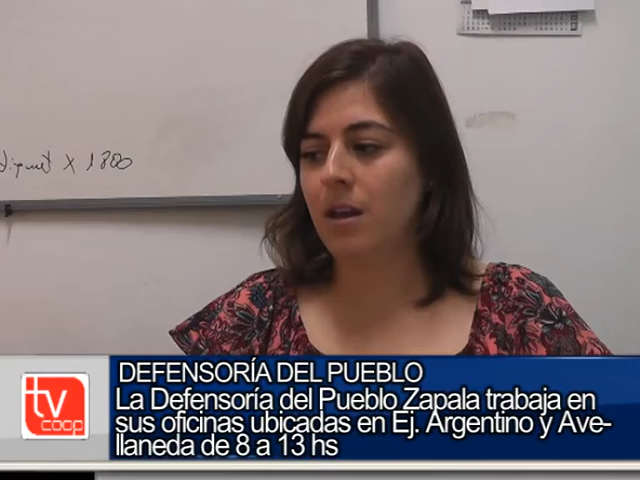 x 1800
DEFENSORÍA DEL PUEBLO
La Defensoría del Pueblo Zapala trabaja en
sus oficinas ubicadas en Ej. Argentino y Ave-
llaneda de 8 a 13 hs
tv
coop